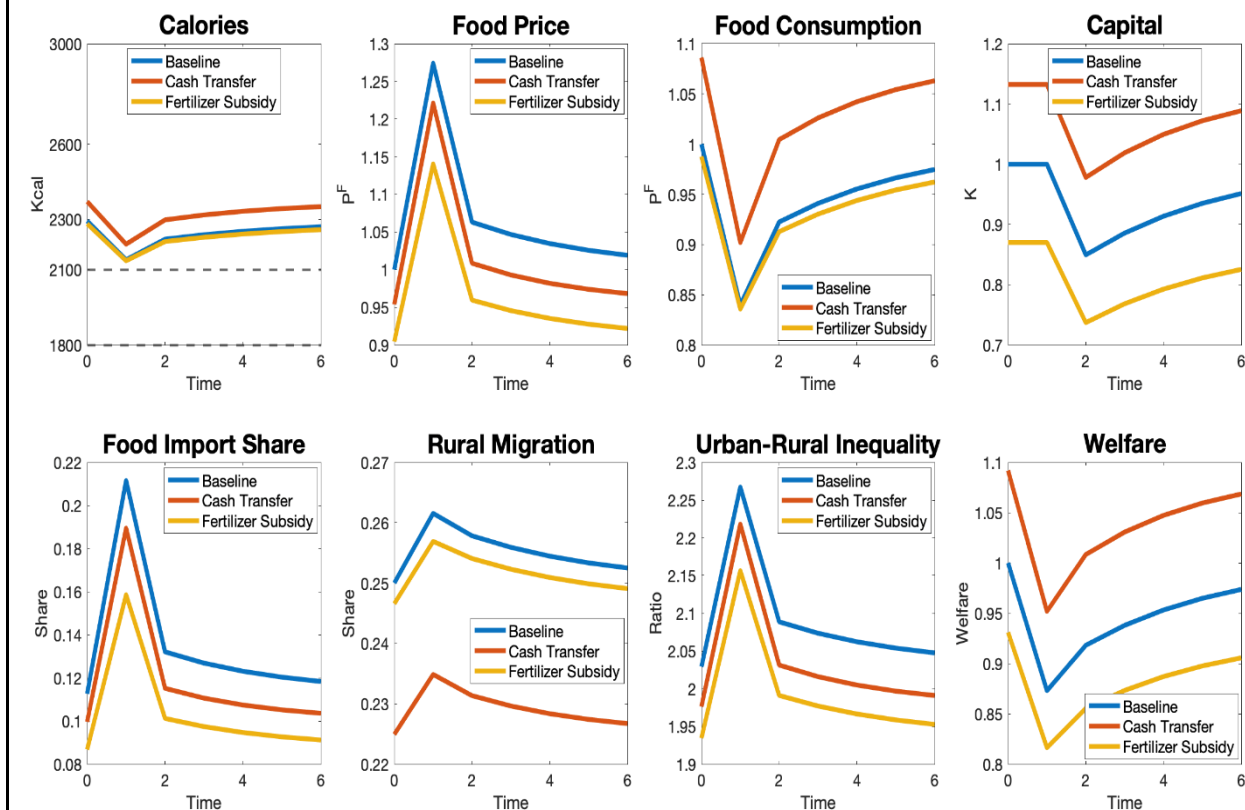 Calories
3000
2600
2300
2100
1800
Kcal
0 2 4 6
Time
Baseline
Cash Transfer
Fertilizer Subsidy
Food Price
1.3
1.25
1.2
1.15
1.1
1.05
1
0.95
0.9
P^F
0 2 4 6
Time
Baseline
Cash Transfer
Fertilizer Subsidy
Food Consumption
1.1
1.05
1
0.95
0.9
0.85
0.8
P^F
0 2 4 6
Time
Baseline
Cash Transfer
Fertilizer Subsidy
Capital
1.2
1.1
1
0.9
0.8
0.7
K
0 2 4 6
Time
Baseline
Cash Transfer
Fertilizer Subsidy
Food Import Share
0.22
0.2
0.18
0.16
0.14
0.12
0.1
0.08
Share
0 2 4 6
Time
Baseline
Cash Transfer
Fertilizer Subsidy
Rural Migration
0.27
0.26
0.25
0.24
0.23
0.22
Share
0 2 4 6
Time
Baseline
Cash Transfer
Fertilizer Subsidy
Urban-Rural Inequality
2.3
2.25
2.2
2.15
2.1
2.05
2
1.95
1.9
Ratio
0 2 4 6
Time
Baseline
Cash Transfer
Fertilizer Subsidy
Welfare
1.1
1.05
1
0.95
0.9
0.85
0.8
Welfare
0 2 4 6
Time
Baseline
Cash Transfer
Fertilizer Subsidy